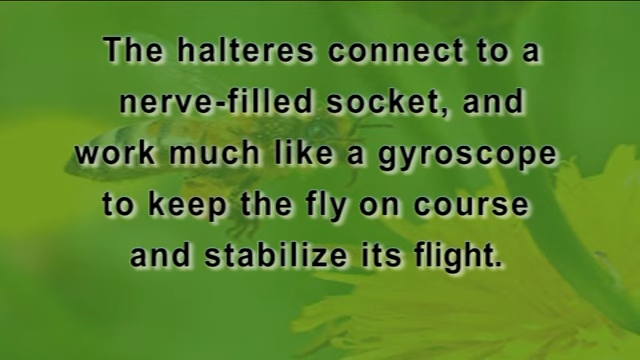 The halteres connect to a
nerve-filled socket, and
work much like a gyroscope
to keep the fly on course
and stabilize its flight.